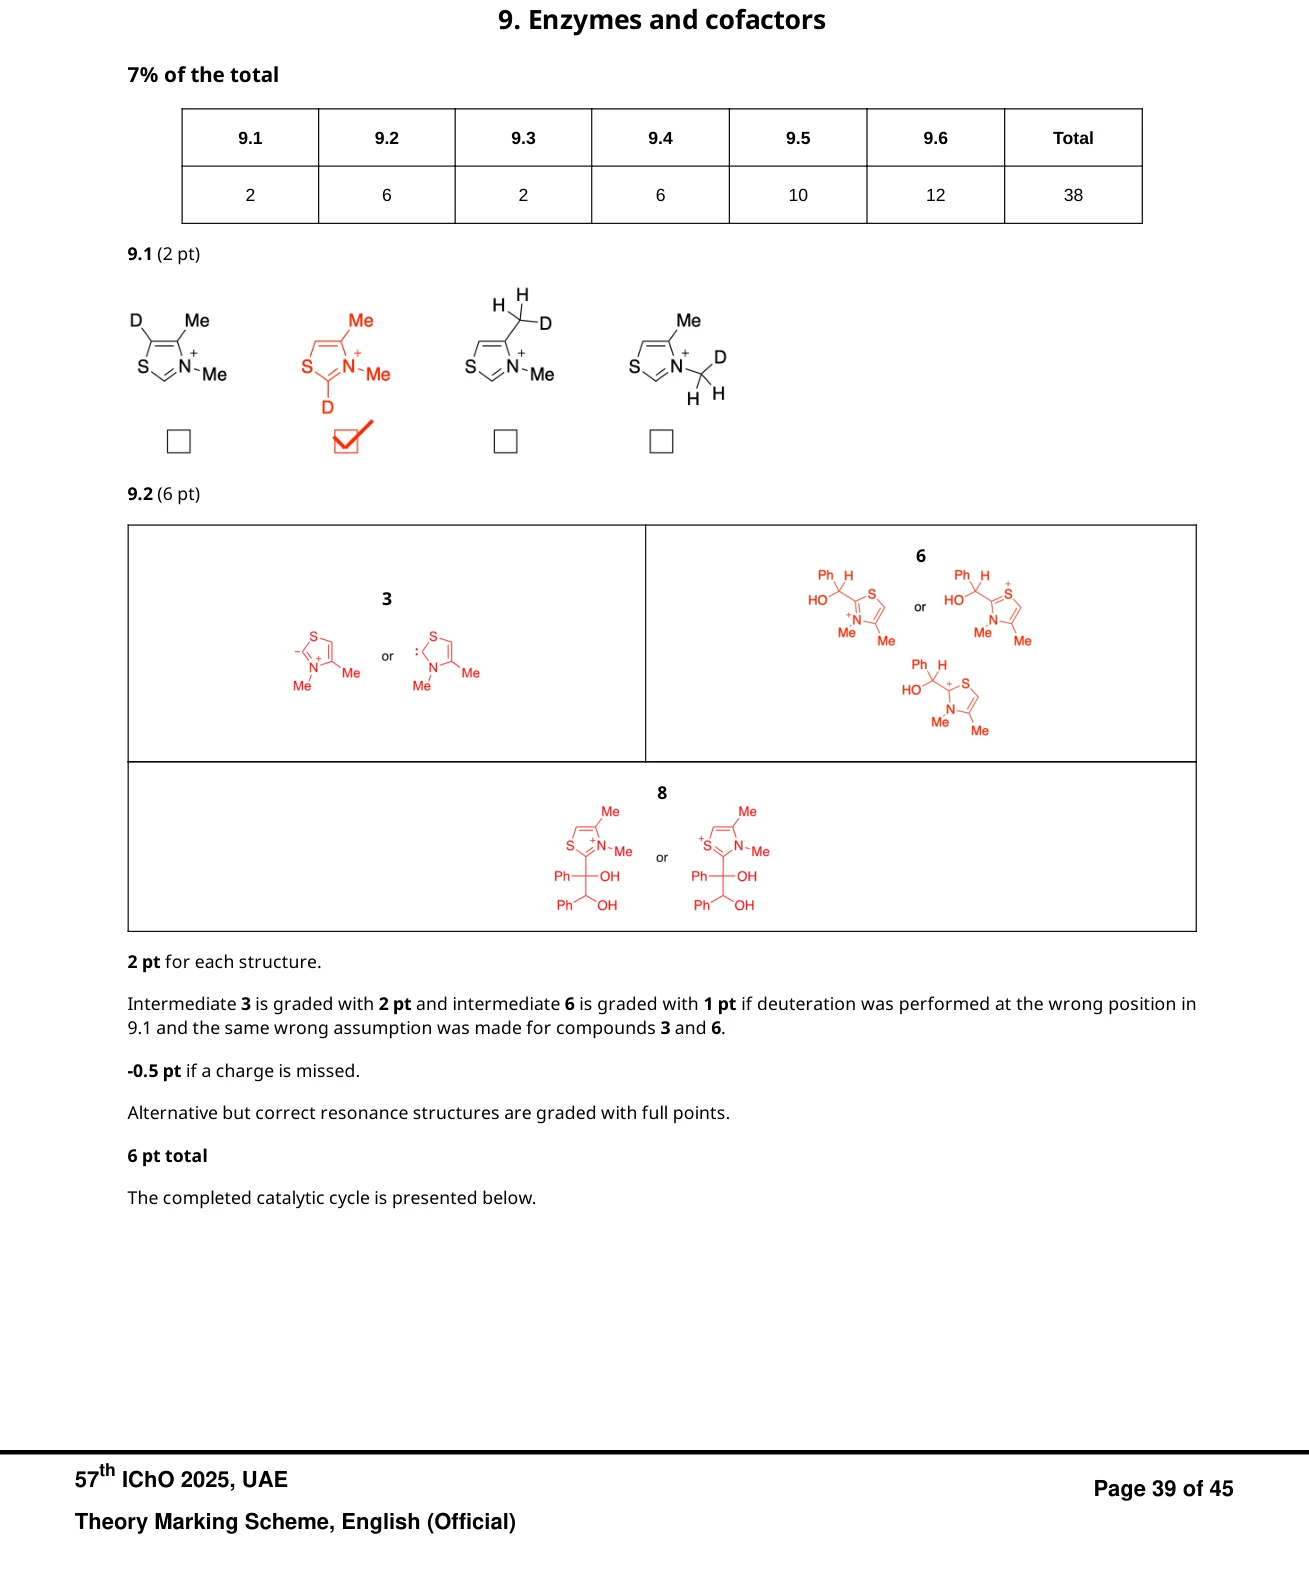 9. Enzymes and cofactors
7% of the total
9.1 9.2 9.3 9.4 9.5 9.6 Total
2 6 2 6 10 12 38
9.1 (2 pt)
D Me S N + Me
Me S N + Me D
H H D S N + Me
Me S N + D H H
9.2 (6 pt)
3
S - N + Me Me
or
S : N Me Me
6
Ph H HO S +N Me Me
or
Ph H HO + S N Me Me
Ph H HO + S N Me Me
8
Me S + N Me Ph OH Ph OH
or
Me + S N Me Ph OH Ph OH
2 pt for each structure.
Intermediate 3 is graded with 2 pt and intermediate 6 is graded with 1 pt if deuteration was performed at the wrong position in
9.1 and the same wrong assumption was made for compounds 3 and 6.
-0.5 pt if a charge is missed.
Alternative but correct resonance structures are graded with full points.
6 pt total
The completed catalytic cycle is presented below.
57th IChO 2025, UAE
Page 39 of 45
Theory Marking Scheme, English (Official)